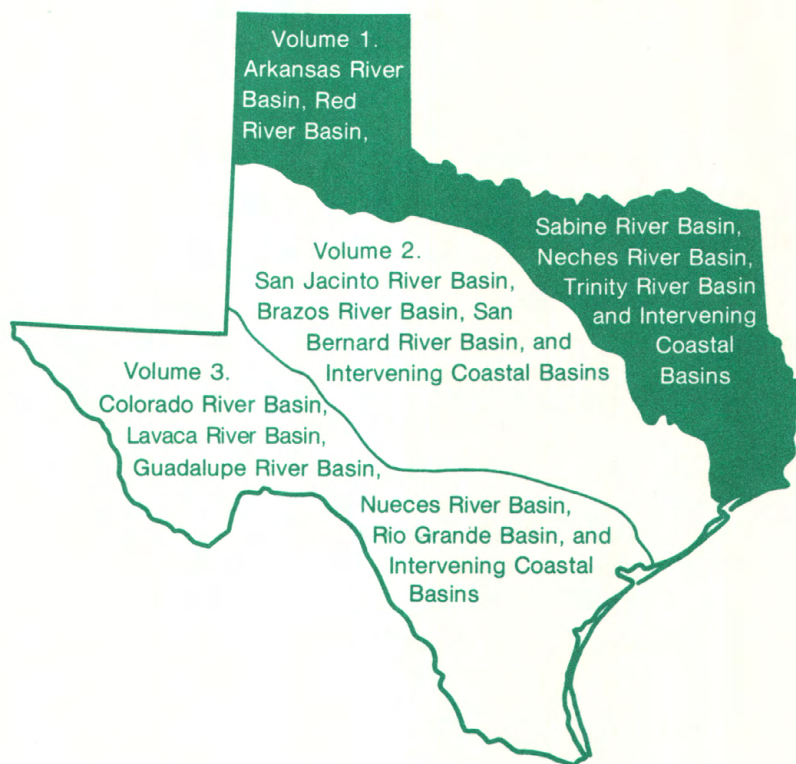 Volume 1.
Arkansas River
Basin, Red
River Basin,
Sabine River Basin,
Neches River Basin,
Trinity River Basin
and Intervening
Coastal
Basins
Volume 2.
San Jacinto River Basin,
Brazos River Basin, San
Bernard River Basin, and
Intervening Coastal Basins
Volume 3.
Colorado River Basin,
Lavaca River Basin,
Guadalupe River Basin,
Nueces River Basin,
Rio Grande Basin, and
Intervening Coastal
Basins